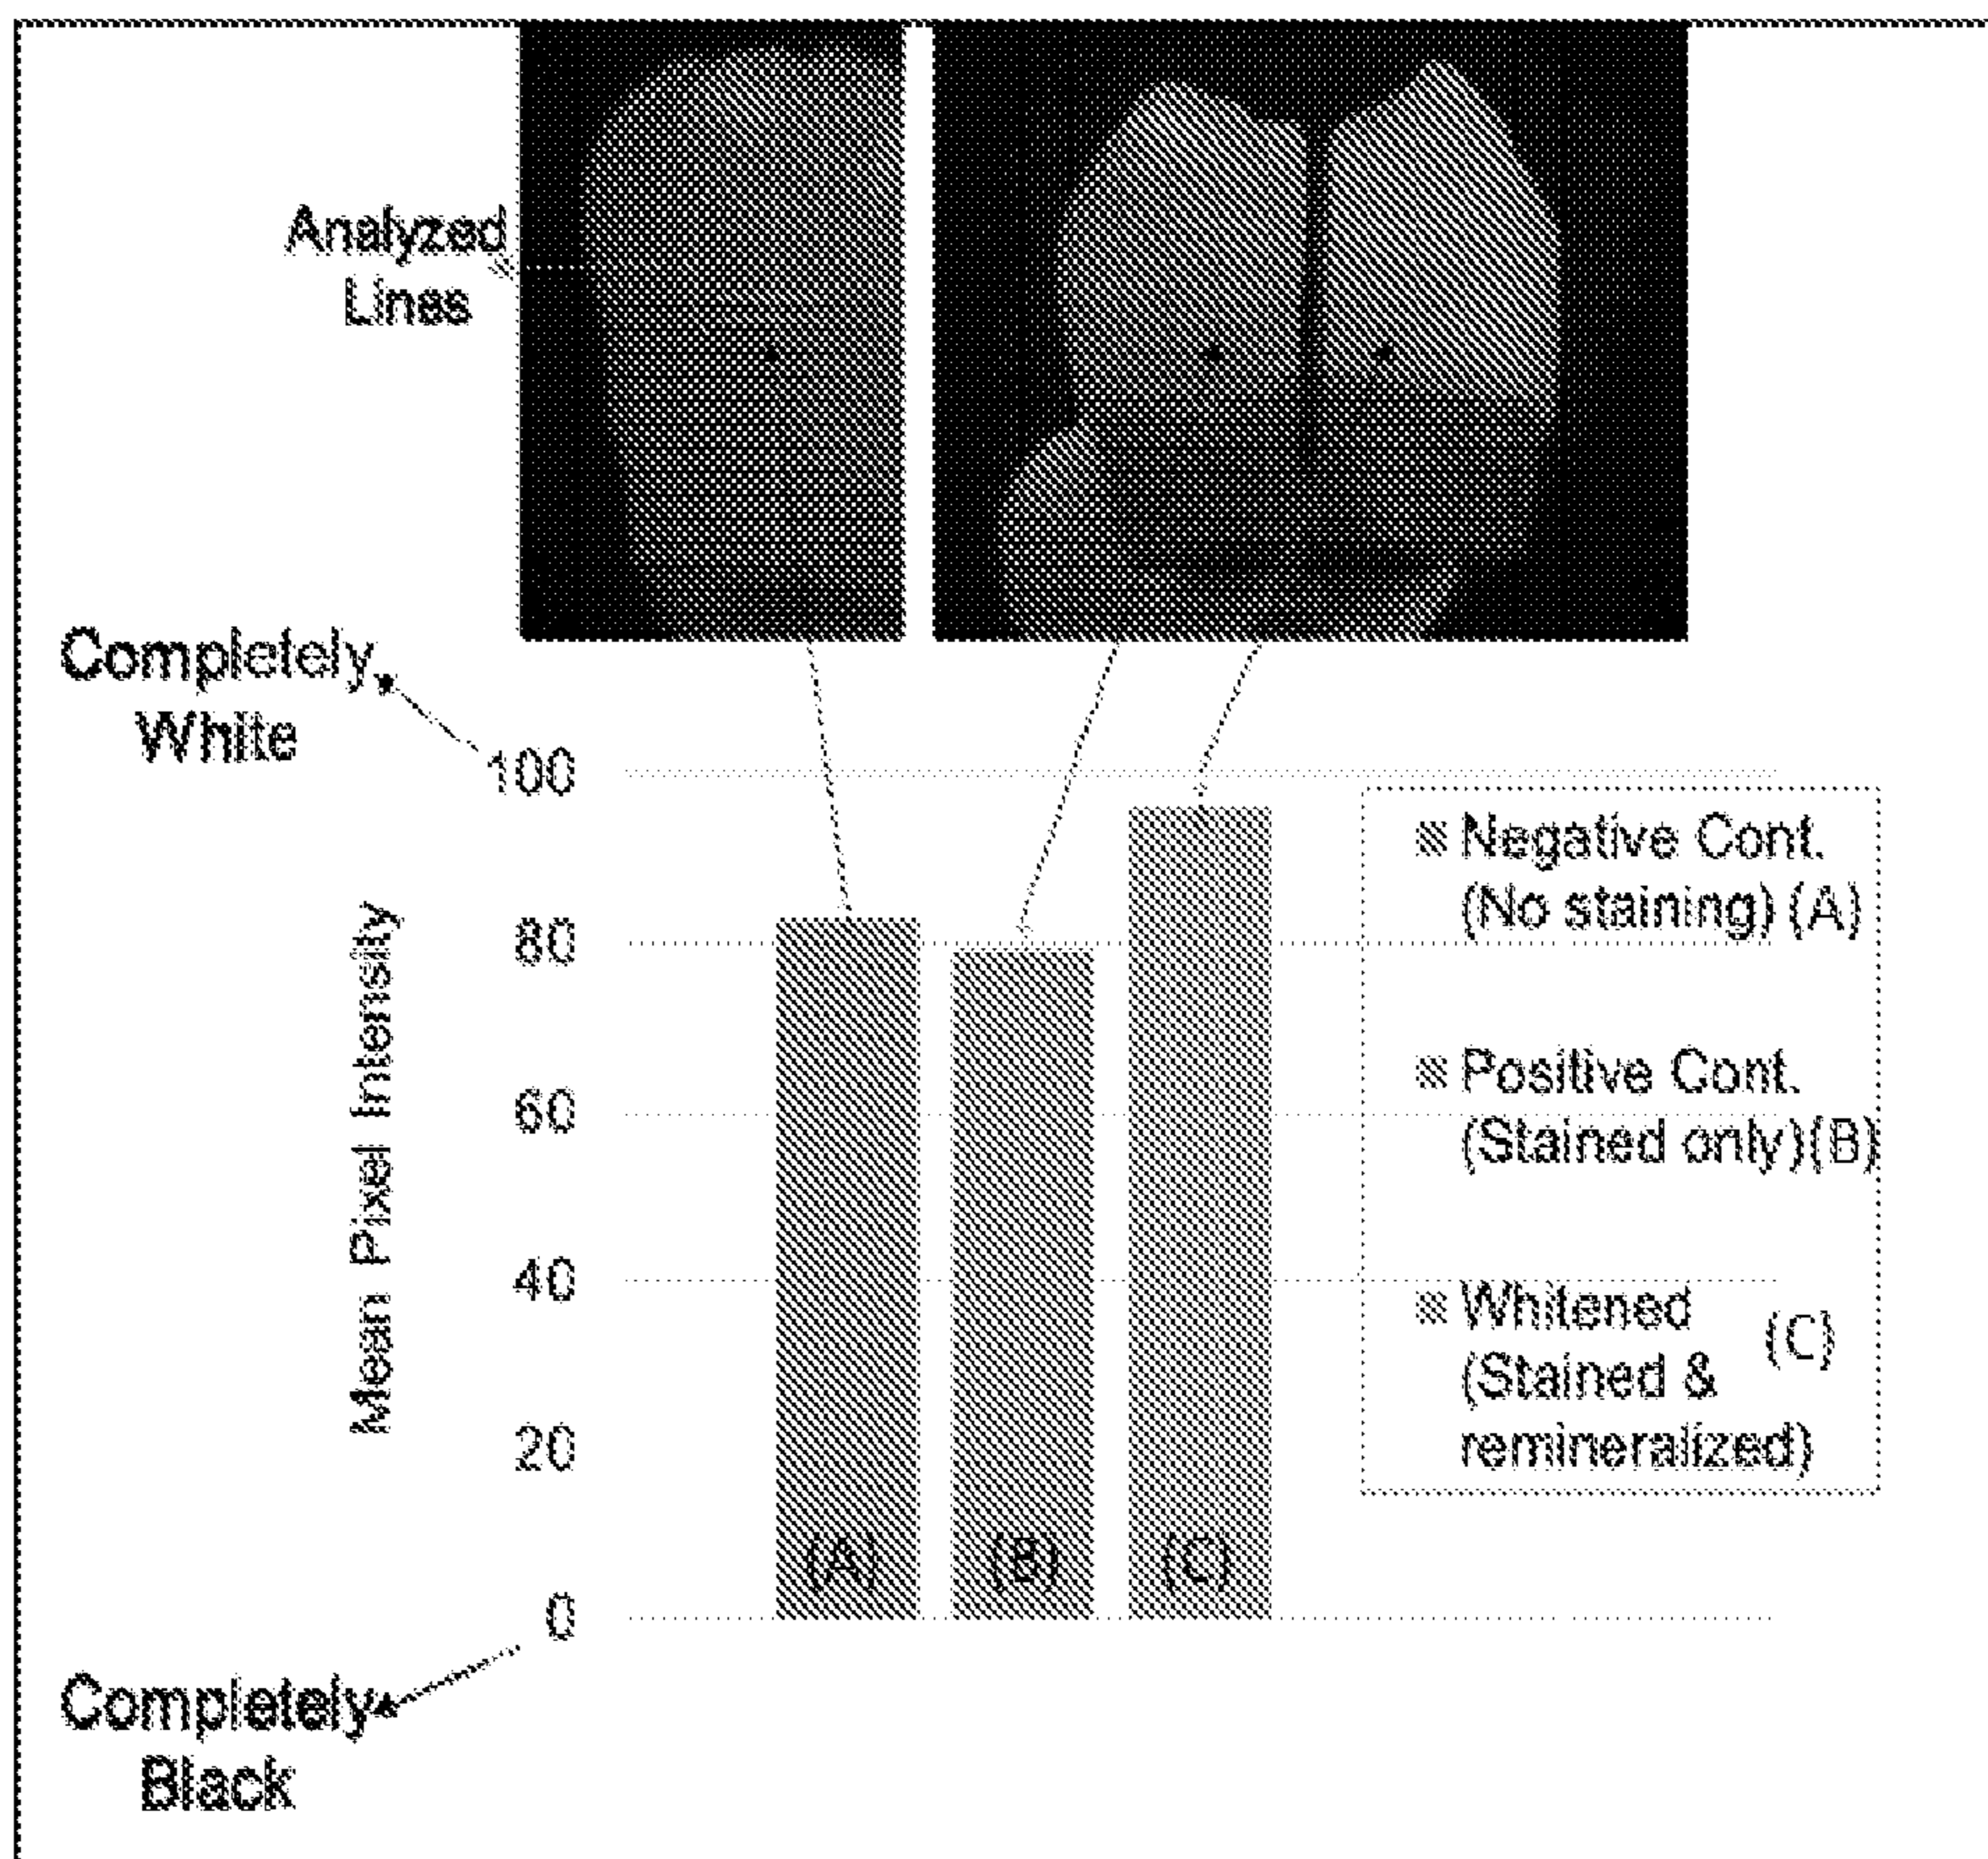 Analyzed
Lines
Completely
White
100
80
60
40
20
0
Mean Pixel Intensity
Completely
Black
(A)
(B)
(C)
Negative Cont.
(No staining) (A)
Positive Cont.
(Stained only)(B)
Whitened (C)
(Stained &
remineralized)